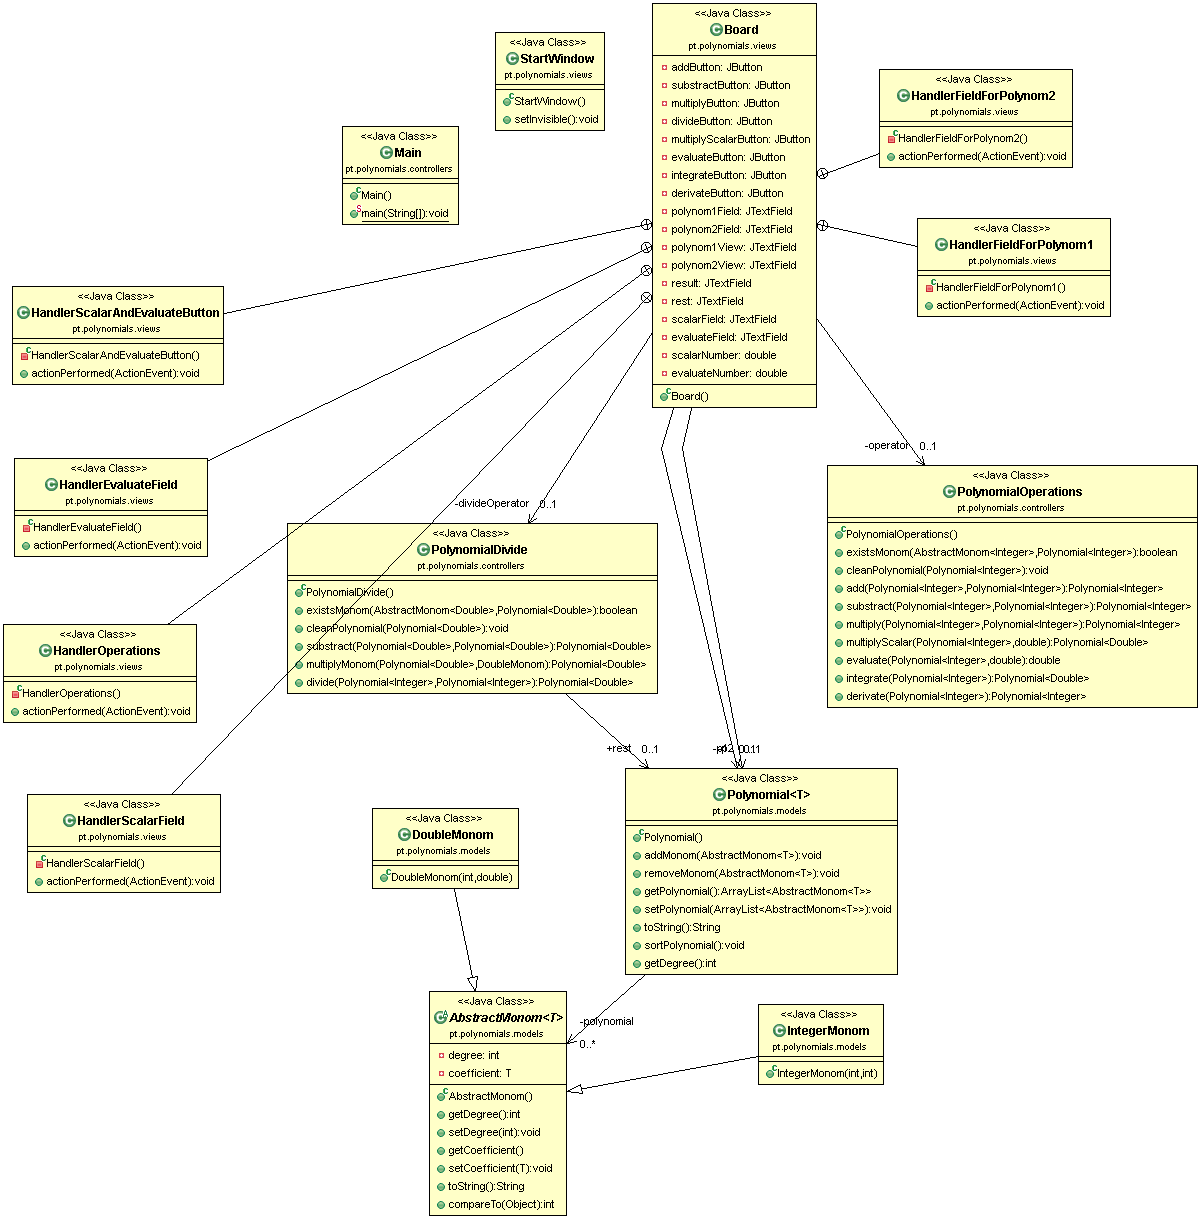 <<Java Class>>
StartWindow
pt.polynomials.views
StartWindow()
setInvisible():void
<<Java Class>>
Main
pt.polynomials.controllers
Main()
main(String[]):void
<<Java Class>>
Board
pt.polynomials.views
addButton: JButton
substractButton: JButton
multiplyButton: JButton
divideButton: JButton
multiplyScalarButton: JButton
evaluateButton: JButton
integrateButton: JButton
derivateButton: JButton
polynom1Field: JTextField
polynom2Field: JTextField
polynom1View: JTextField
polynom2View: JTextField
result: JTextField
rest: JTextField
scalarField: JTextField
evaluateField: JTextField
scalarNumber: double
evaluateNumber: double
Board()
<<Java Class>>
HandlerFieldForPolynom2
pt.polynomials.views
HandlerFieldForPolynom2()
actionPerformed(ActionEvent):void
<<Java Class>>
HandlerFieldForPolynom1
pt.polynomials.views
HandlerFieldForPolynom1()
actionPerformed(ActionEvent):void
<<Java Class>>
HandlerScalarAndEvaluateButton
pt.polynomials.views
HandlerScalarAndEvaluateButton()
actionPerformed(ActionEvent):void
<<Java Class>>
HandlerEvaluateField
pt.polynomials.views
HandlerEvaluateField()
actionPerformed(ActionEvent):void
-divideOperator 0..1
-operator 0..1
<<Java Class>>
PolynomialDivide
pt.polynomials.controllers
PolynomialDivide()
existsMonom(AbstractMonom<Double>,Polynomial<Double>):boolean
cleanPolynomial(Polynomial<Double>):void
substract(Polynomial<Double>,Polynomial<Double>):Polynomial<Double>
multiplyMonom(Polynomial<Double>,DoubleMonom):Polynomial<Double>
divide(Polynomial<Integer>,Polynomial<Integer>):Polynomial<Double>
<<Java Class>>
PolynomialOperations
pt.polynomials.controllers
PolynomialOperations()
existsMonom(AbstractMonom<Integer>,Polynomial<Integer>):boolean
cleanPolynomial(Polynomial<Integer>):void
add(Polynomial<Integer>,Polynomial<Integer>):Polynomial<Integer>
substract(Polynomial<Integer>,Polynomial<Integer>):Polynomial<Integer>
multiply(Polynomial<Integer>,Polynomial<Integer>):Polynomial<Integer>
multiplyScalar(Polynomial<Integer>,double):Polynomial<Double>
evaluate(Polynomial<Integer>,double):double
integrate(Polynomial<Integer>):Polynomial<Double>
derivate(Polynomial<Integer>):Polynomial<Integer>
<<Java Class>>
HandlerOperations
pt.polynomials.views
HandlerOperations()
actionPerformed(ActionEvent):void
+rest 0..1
<<Java Class>>
HandlerScalarField
pt.polynomials.views
HandlerScalarField()
actionPerformed(ActionEvent):void
<<Java Class>>
DoubleMonom
pt.polynomials.models
DoubleMonom(int,double)
<<Java Class>>
Polynomial<T>
pt.polynomials.models
Polynomial()
addMonom(AbstractMonom<T>):void
removeMonom(AbstractMonom<T>):void
getPolynomial():ArrayList<AbstractMonom<T>>
setPolynomial(ArrayList<AbstractMonom<T>>):void
toString():String
sortPolynomial():void
getDegree():int
-polynomial
0..*
<<Java Class>>
AbstractMonom<T>
pt.polynomials.models
degree: int
coefficient: T
AbstractMonom()
getDegree():int
setDegree(int):void
getCoefficient()
setCoefficient(T):void
toString():String
compareTo(Object):int
<<Java Class>>
IntegerMonom
pt.polynomials.models
IntegerMonom(int,int)